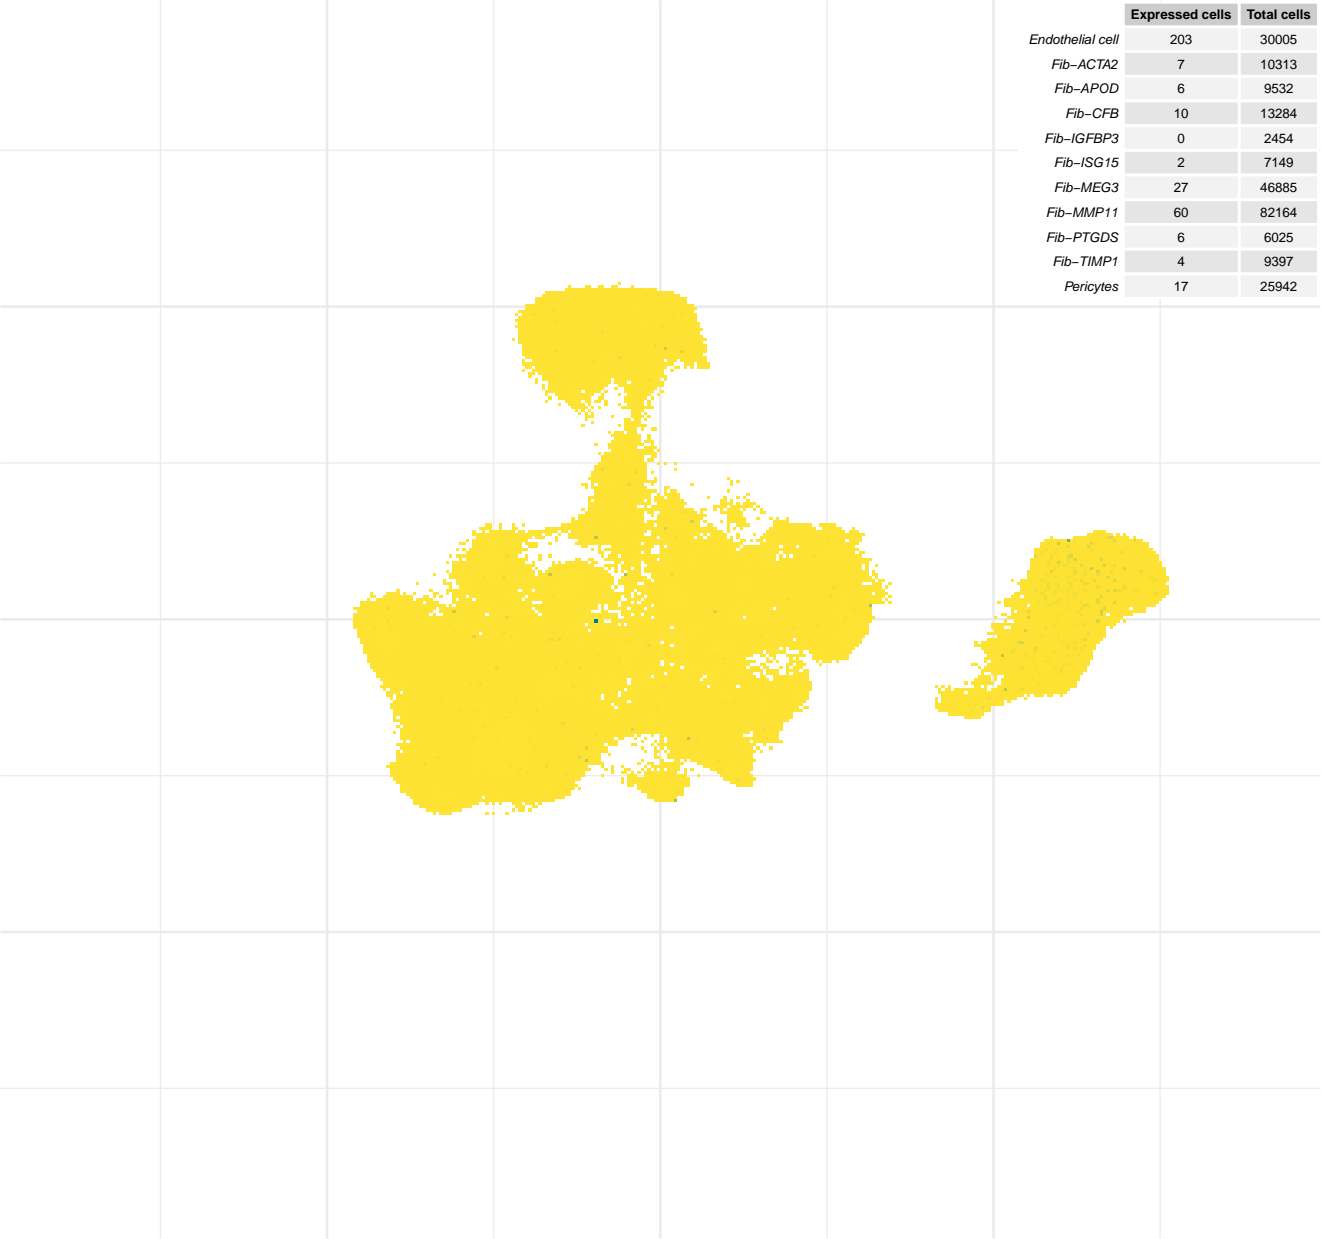 Expressed cells Total cells
Endothelial cell 203 30005
Fib−ACTA2 7 10313
Fib−APOD 6 9532
Fib−CFB 10 13284
Fib−IGFBP3 0 2454
Fib−ISG15 2 7149
Fib−MEG3 27 46885
Fib−MMP11 60 82164
Fib−PTGDS 6 6025
Fib−TIMP1 4 9397
Pericytes 17 25942